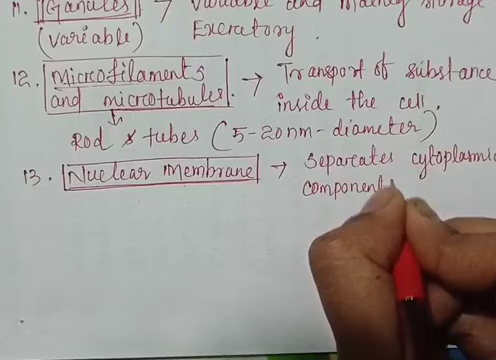 11. Granules → Variable and mainly storage
(variable) Excretory.
12. Microfilaments and microtubules. → Transport of substance inside the cell.
Rod & tubes (5-20nm-diameter)
13. Nuclear Membrane → Separates cytoplasmic
component